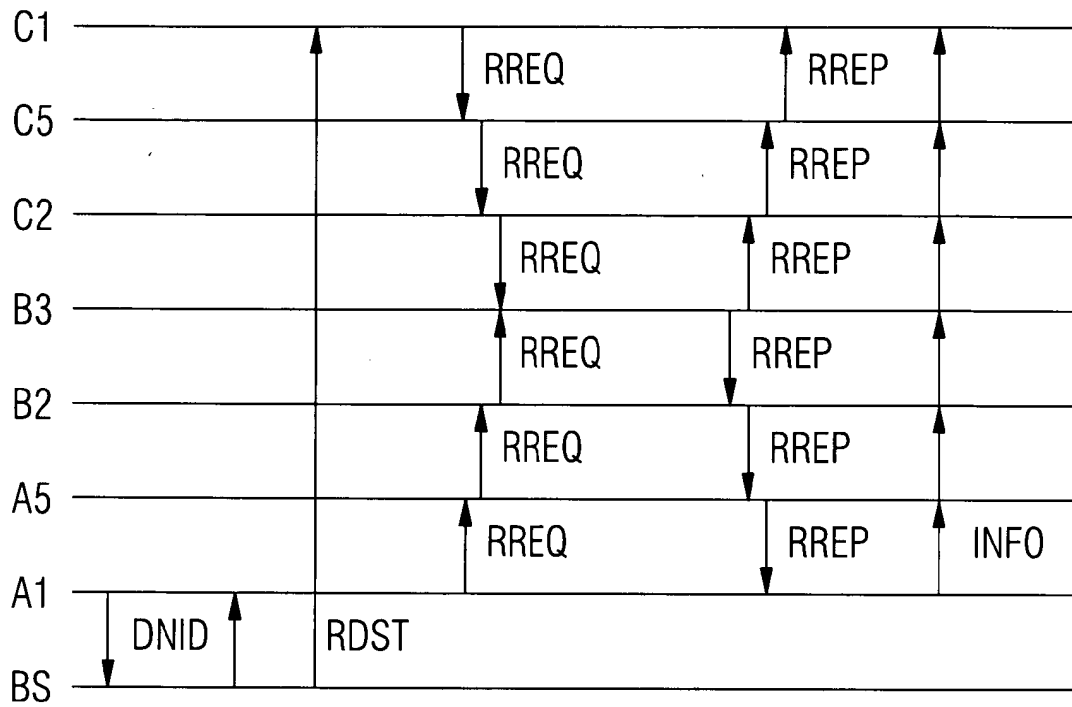 C1
RREQ RREP
C5
RREQ RREP
C2
RREQ RREP
B3
RREQ RREP
B2
RREQ RREP
A5
RREQ RREP INFO
A1
DNID RDST
BS